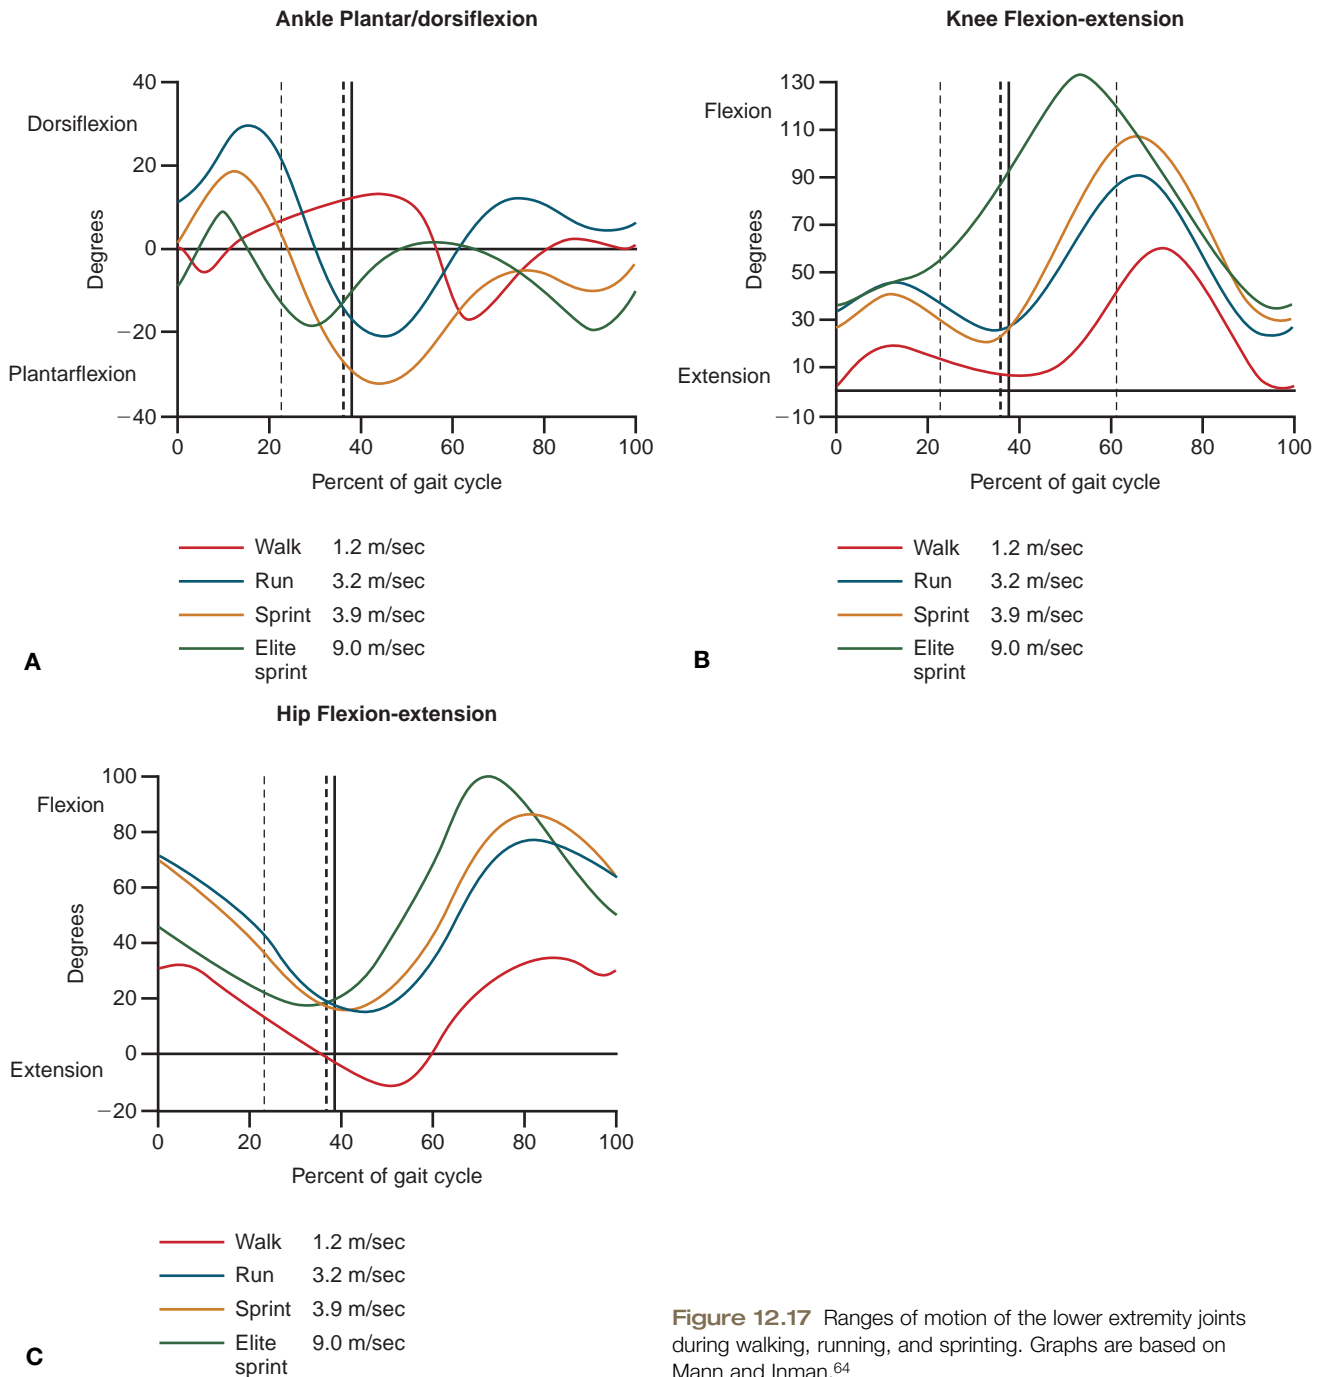 Ankle Plantar/dorsiflexion
40
Dorsiflexion
20
Degrees
0
−20
Plantarflexion
−40
0 20 40 60 80 100
Percent of gait cycle
Walk 1.2 m/sec
Run 3.2 m/sec
Sprint 3.9 m/sec
Elite 9.0 m/sec
sprint
A
Knee Flexion-extension
130
Flexion
110
90
Degrees
70
50
30
Extension
10
−10
0 20 40 60 80 100
Percent of gait cycle
Walk 1.2 m/sec
Run 3.2 m/sec
Sprint 3.9 m/sec
Elite 9.0 m/sec
sprint
B
Hip Flexion-extension
100
Flexion
80
60
Degrees
40
20
0
Extension
−20
0 20 40 60 80 100
Percent of gait cycle
Walk 1.2 m/sec
Run 3.2 m/sec
Sprint 3.9 m/sec
Elite 9.0 m/sec
sprint
C
Figure 12.17 Ranges of motion of the lower extremity joints
during walking, running, and sprinting. Graphs are based on
Mann and Inman.64